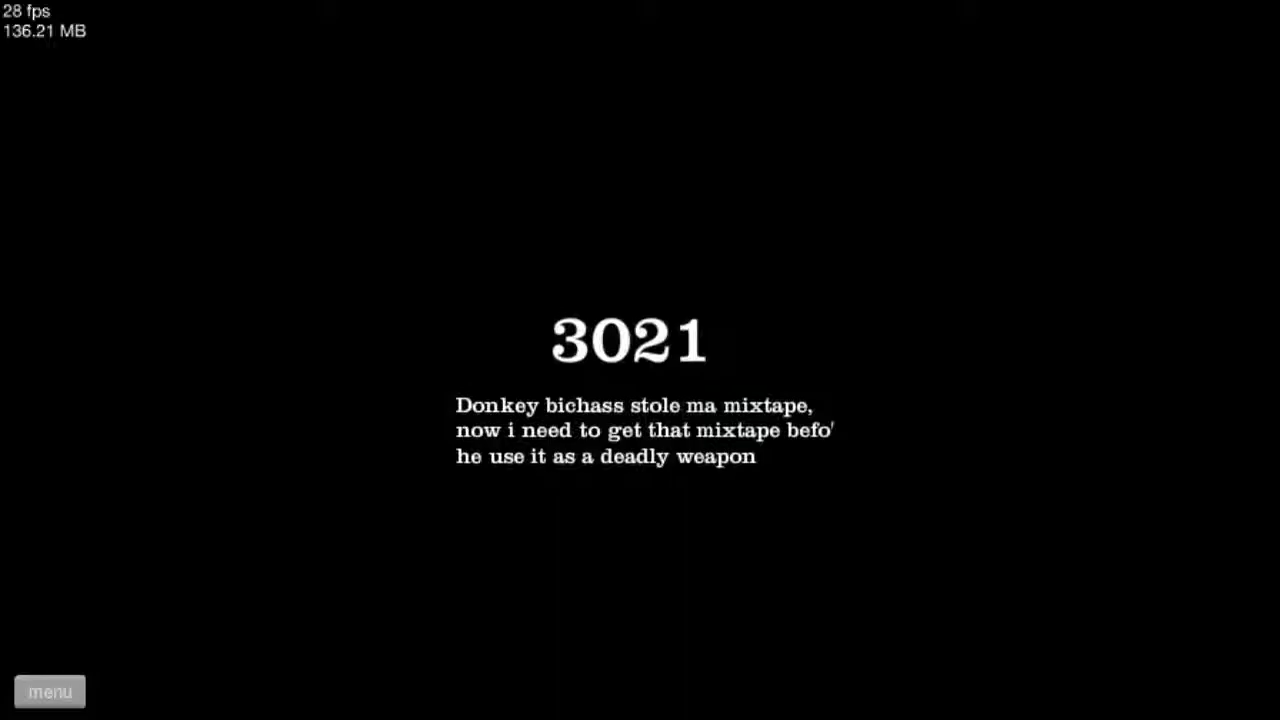 28 fps
136.21 MB
3021
Donkey bichass stole ma mixtape,
now i need to get that mixtape befo'
he use it as a deadly weapon
menu